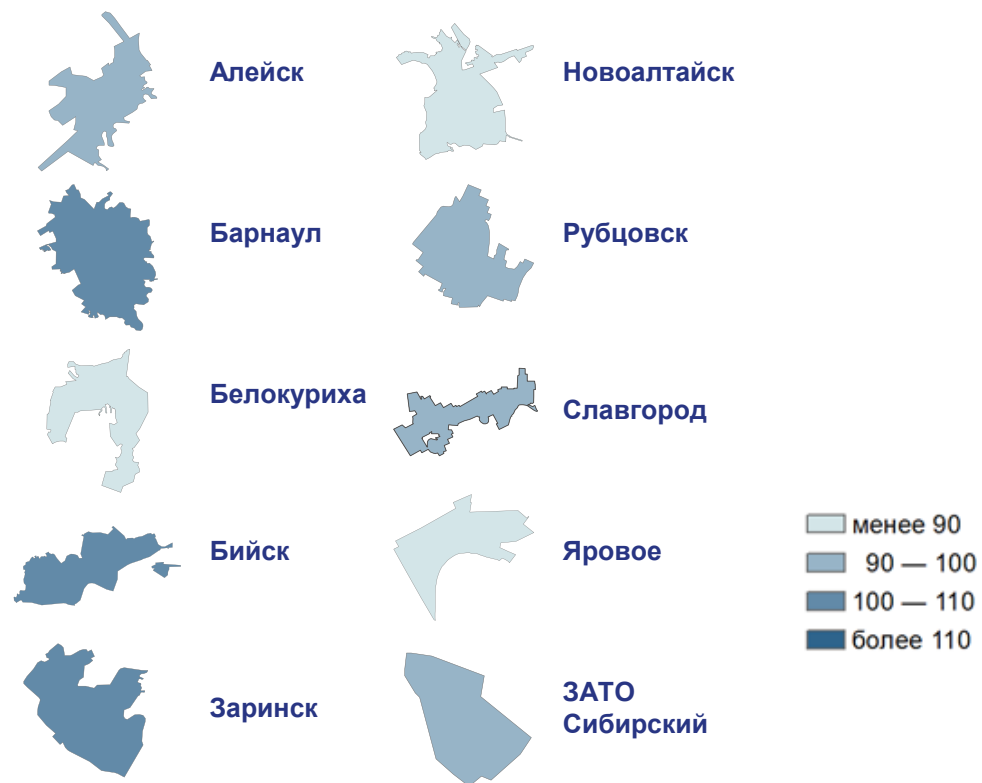 Алейск
Барнаул
Белокуриха
Бийск
Заринск
Новоалтайск
Рубцовск
Славгород
Яровое
ЗАТО
Сибирский
менее 90
90 — 100
100 — 110
более 110